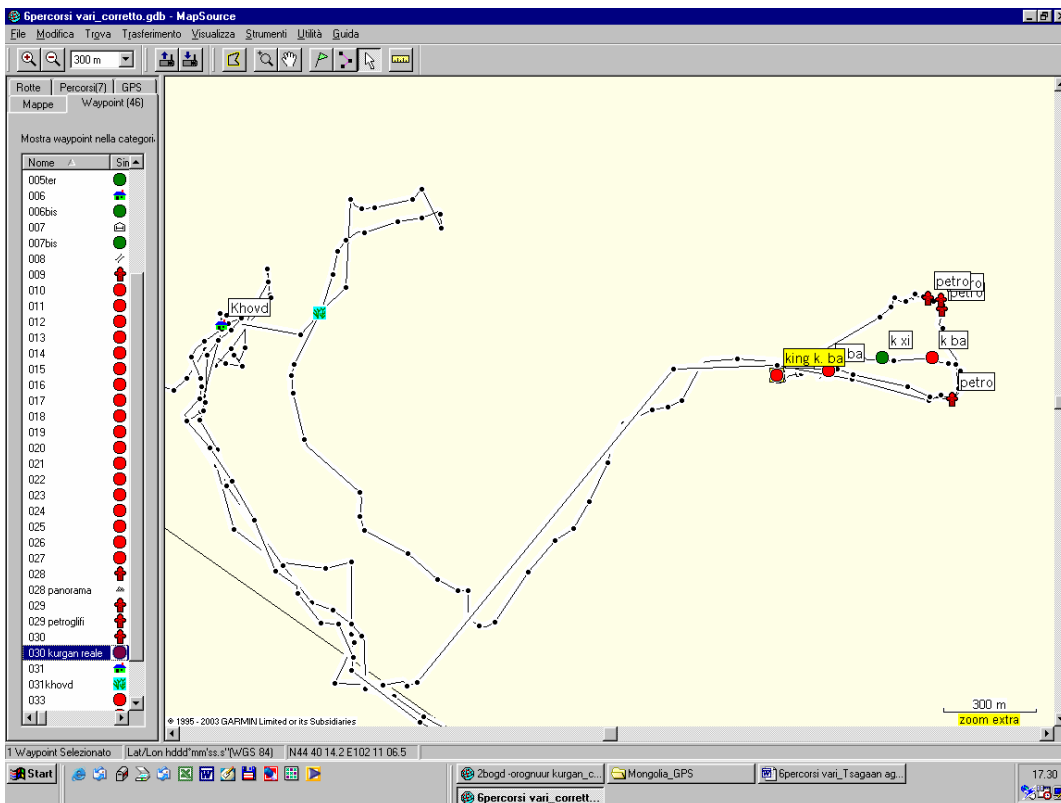 6percorsi vari_corretto.gdb - MapSource
File Modifica Trova Trasferimento Visualizza Strumenti Utilità Guida
300 m
Rotte Percorsi(7) GPS
Mappe Waypoint (46)
Mostra waypoint nella categori
Nome Sin
005ter
006
006bis
007
007bis
008
009
010
011
012
013
014
015
016
017
018
019
020
021
022
023
024
025
026
027
028
028 panorama
029
029 petroglifi
030
030 kurgan reale
031
031khovd
033
petro
petro
Khovd
k xi
k ba
king k. ba
ba
petro
300 m
zoom extra
© 1995 - 2003 GARMIN Limited or its Subsidiaries
1 Waypoint Selezionato Lat/Lon hddd°mm'ss.s"(WGS 84) N44 40 14.2 E102 11 06.5
Start
2bogd -orognuur kurgan_c...
Mongolia_GPS
6percorsi vari_Tsagaan ag...
17.30
6percorsi vari_corrett...